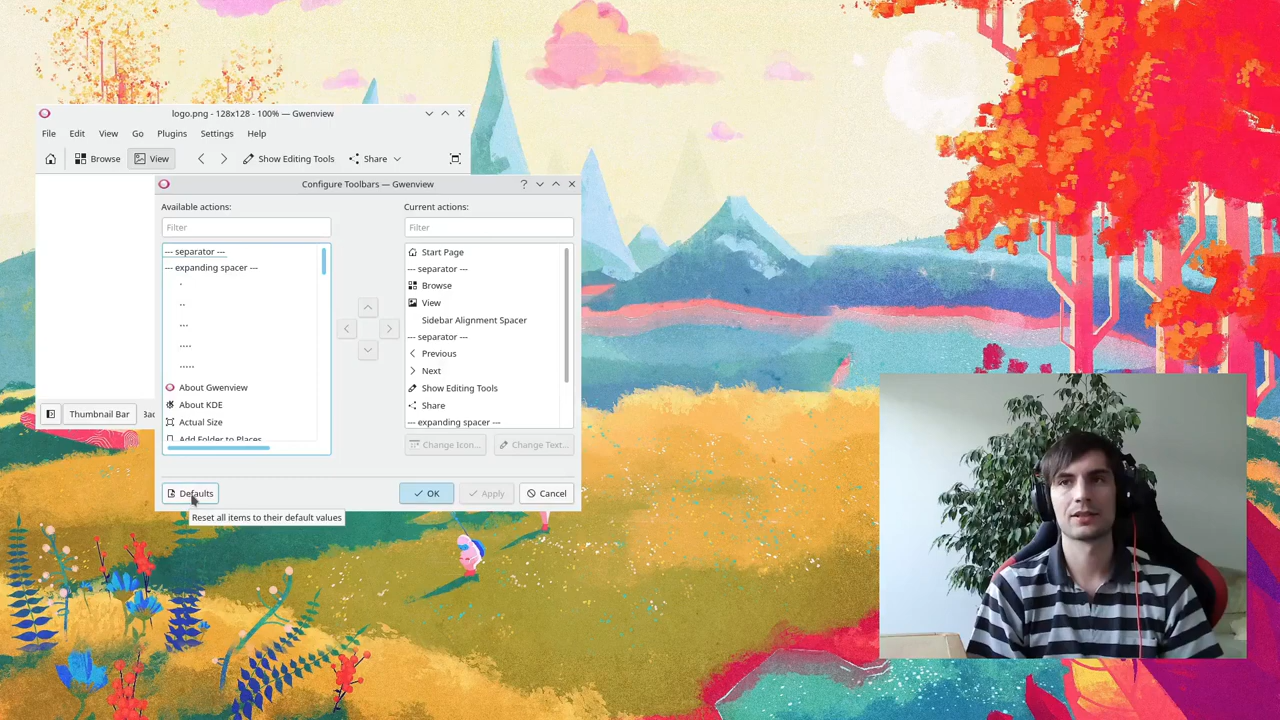 logo.png - 128x128 - 100% — Gwenview
File Edit View Go Plugins Settings Help
Browse View Show Editing Tools Share
Configure Toolbars — Gwenview
?
Available actions:
Current actions:
Filter
Filter
--- separator ---
--- expanding spacer ---
.
..
...
....
.....
About Gwenview
About KDE
Actual Size
Add Folder to Places
Start Page
--- separator ---
Browse
View
Sidebar Alignment Spacer
--- separator ---
Previous
Next
Show Editing Tools
Share
--- expanding spacer ---
Change Icon... Change Text...
Thumbnail Bar
Defaults OK Apply Cancel
Reset all items to their default values